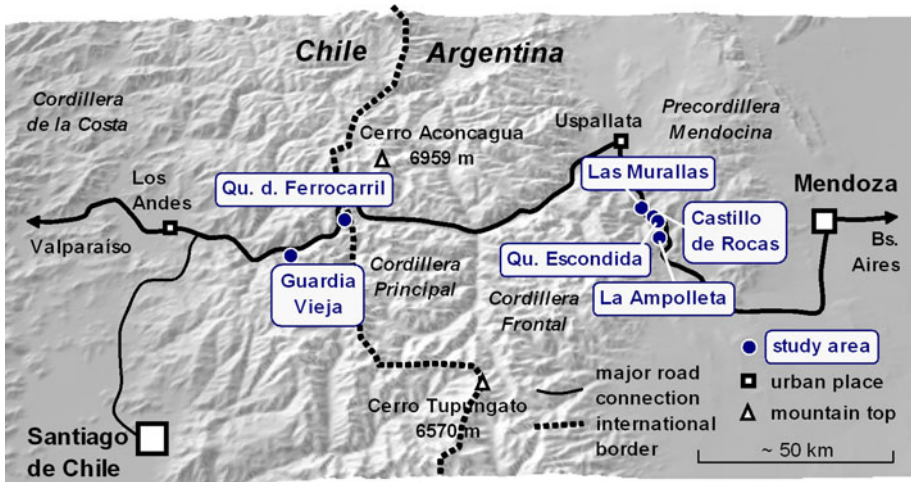 Chile
Argentina
Cordillera
de la Costa
Cerro Aconcagua
6959 m
Uspallata
Precordillera
Mendocina
Las Murallas
Qu. d. Ferrocarril
Los
Andes
Mendoza
Castillo
de Rocas
Valparaíso
Bs.
Aires
Guardia
Vieja
Cordillera
Principal
Qu. Escondida
La Ampolleta
Cordillera
Frontal
study area
major road
connection
urban place
Cerro Tupungato
6570 m
international
border
mountain top
Santiago
de Chile
~ 50 km